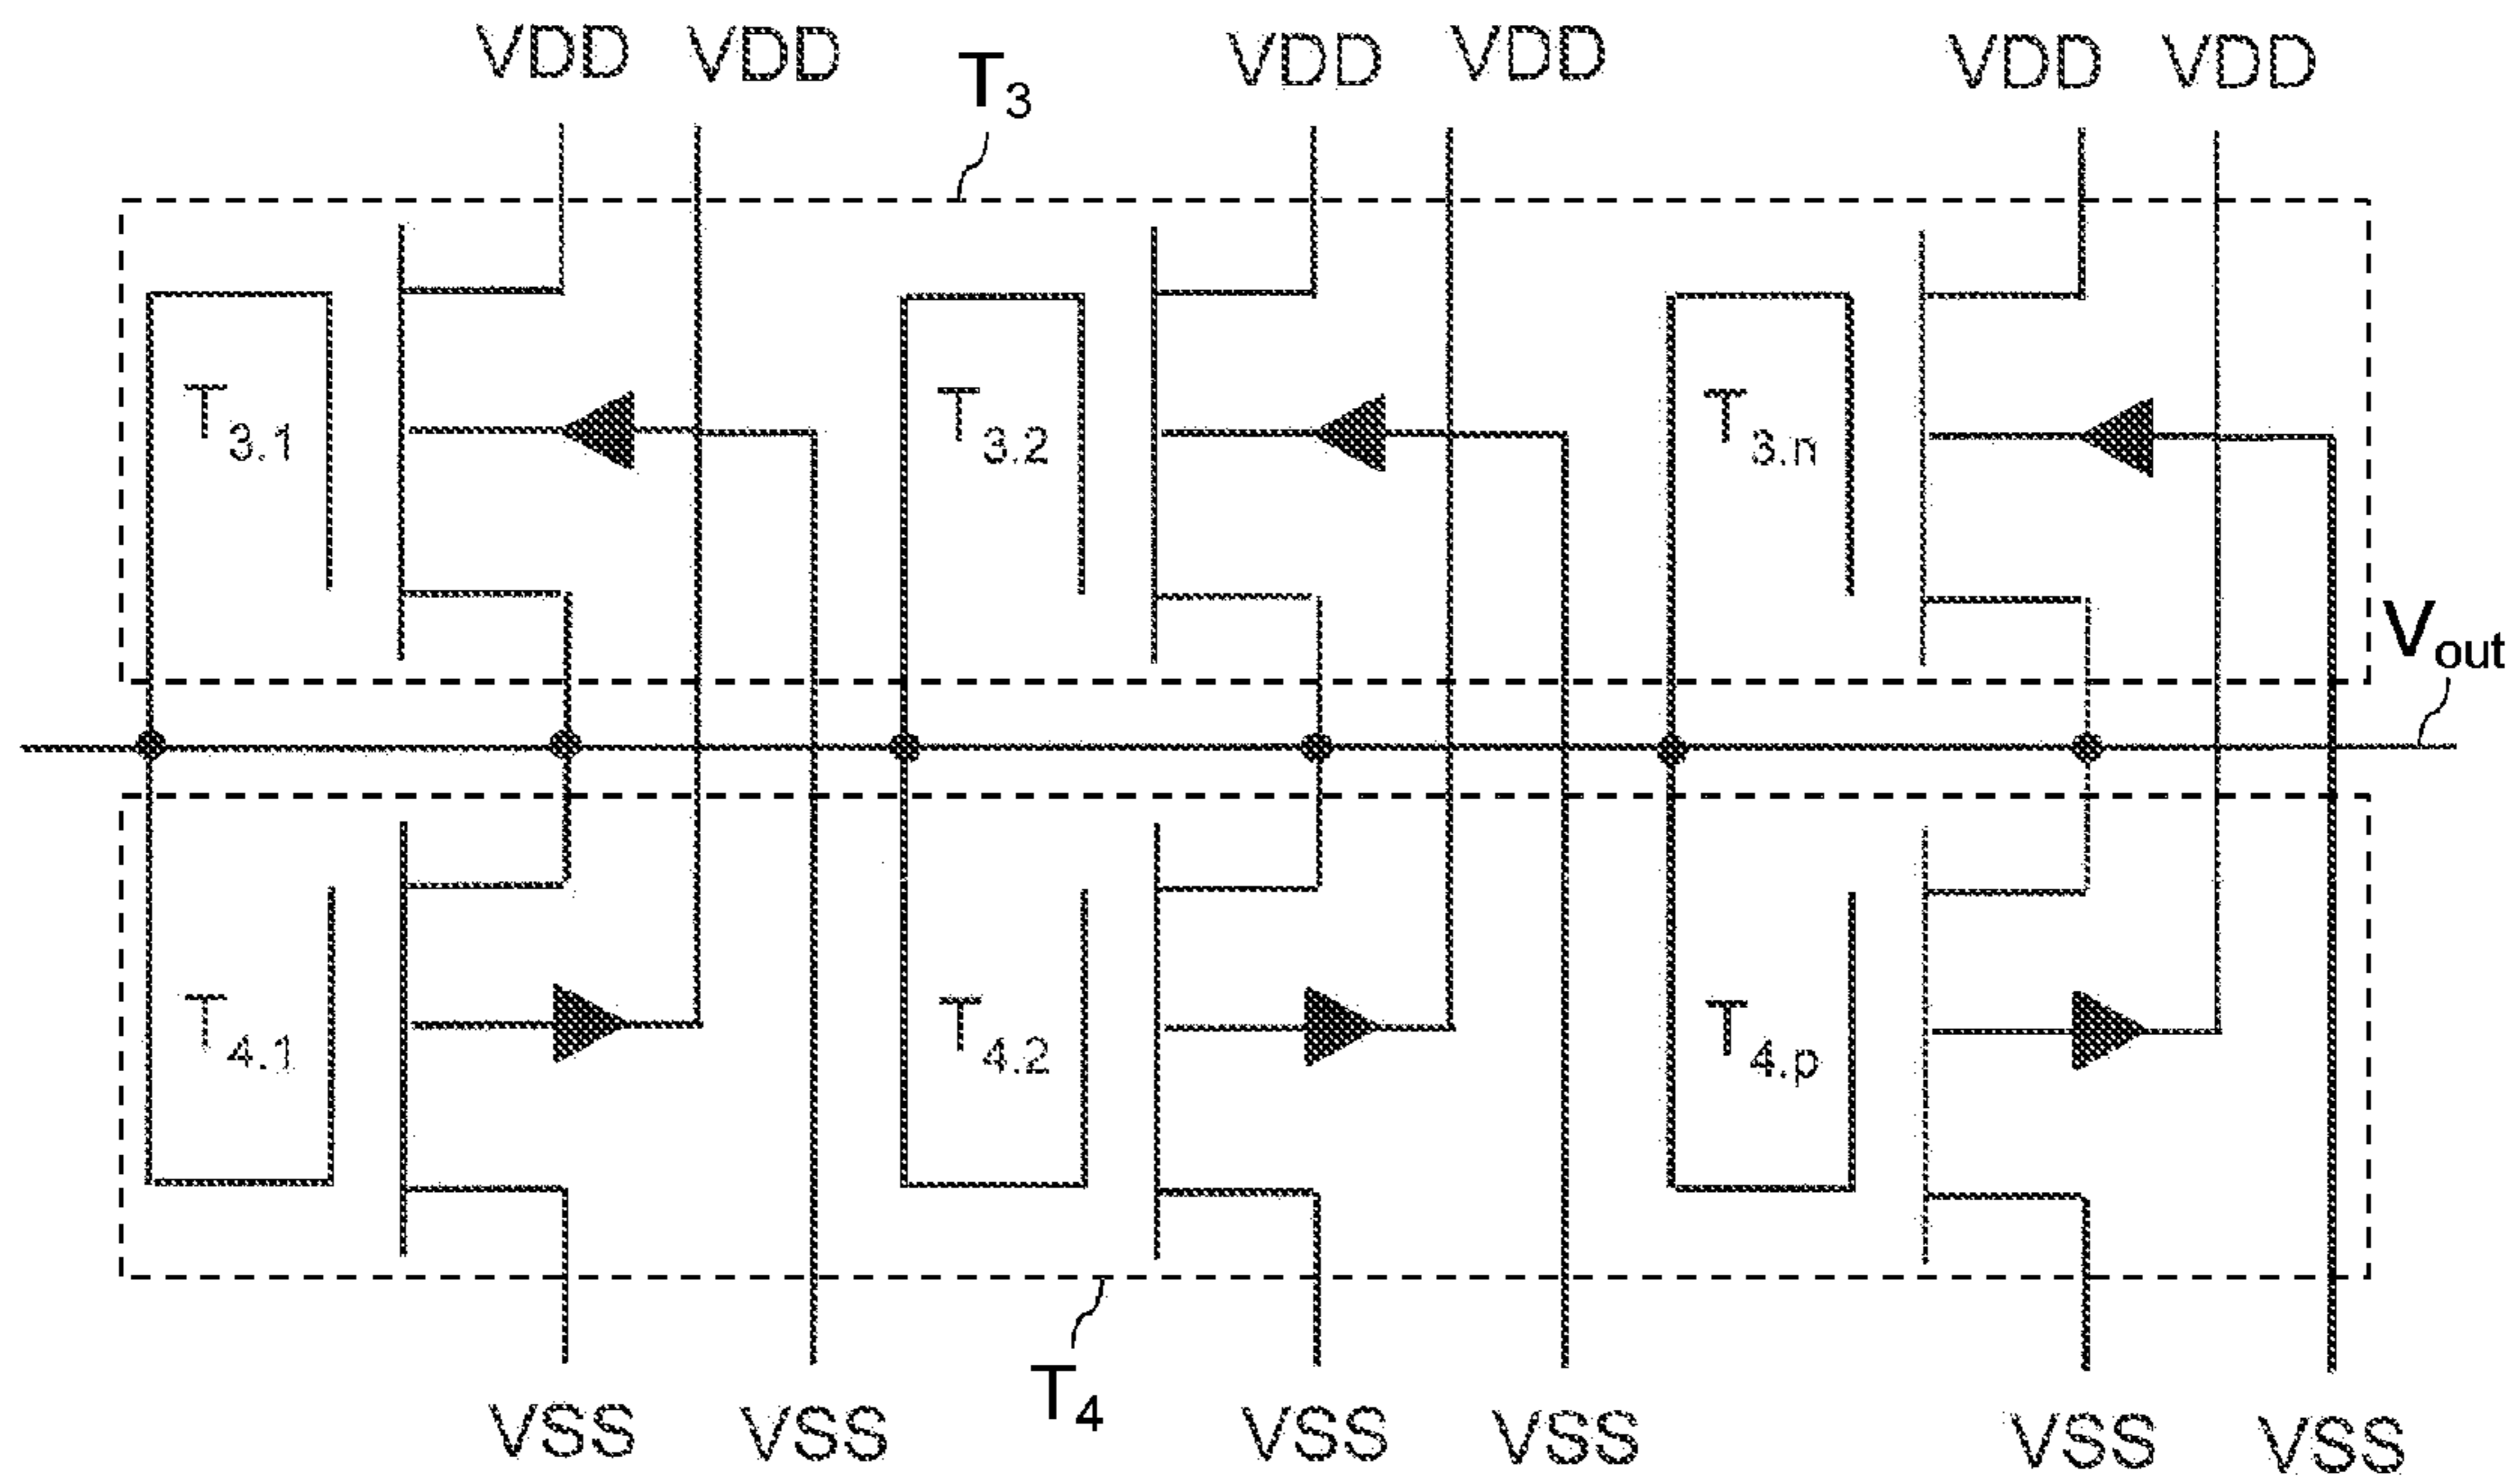 VDD VDD VDD VDD VDD VDD
T3
T3.1 T3.2 T3.n
Vout
T4.1 T4.2 T4.p
T4
VSS VSS VSS VSS VSS VSS